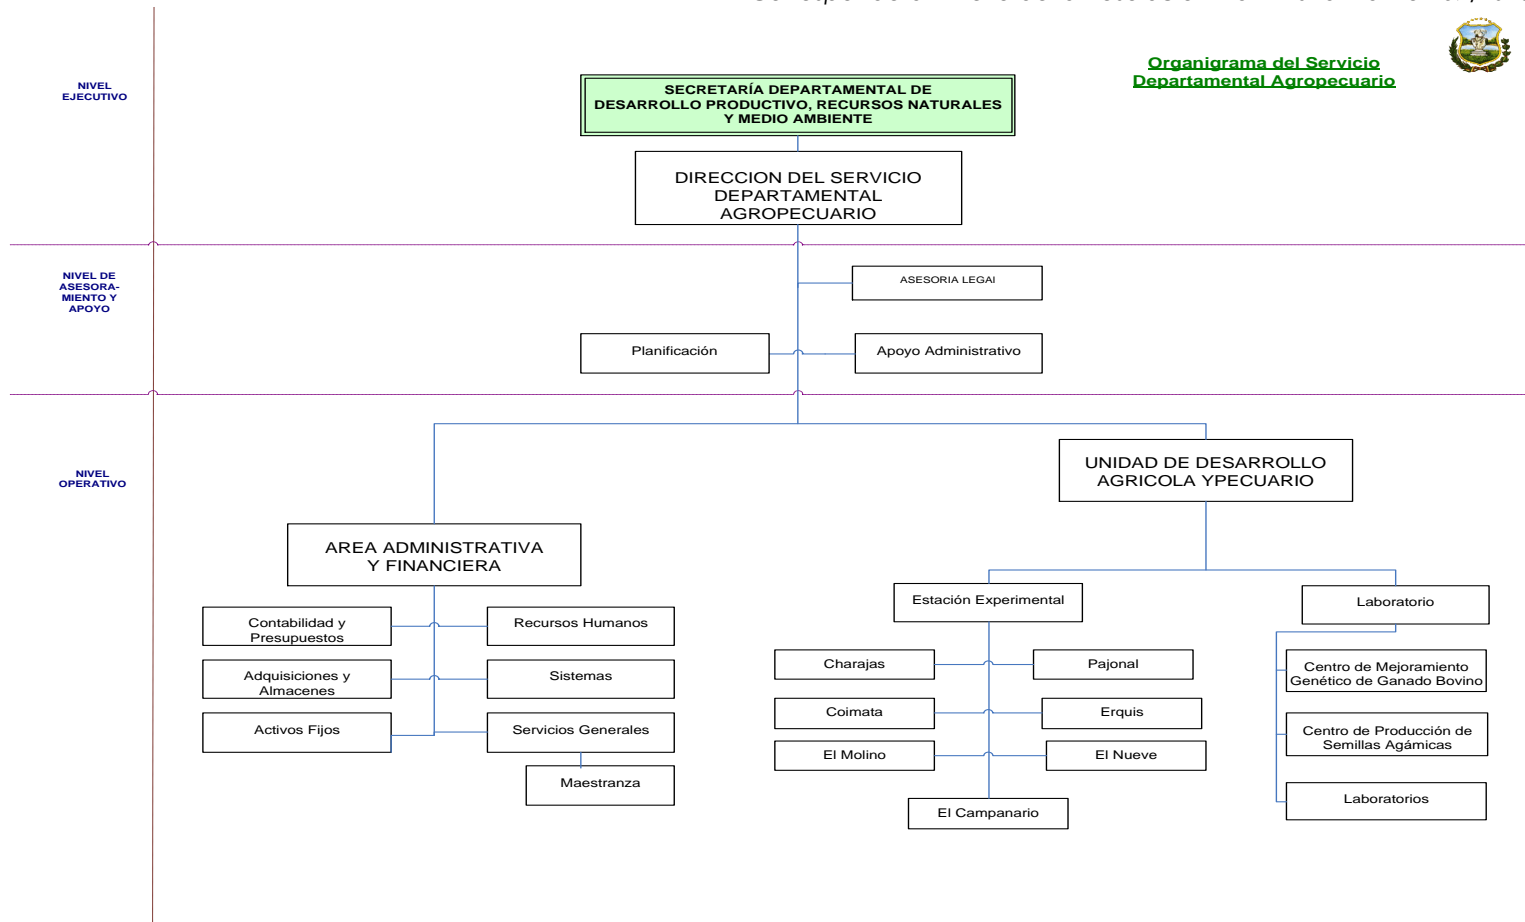 Organigrama del Servicio
Departamental Agropecuario
NIVEL
EJECUTIVO
SECRETARÍA DEPARTAMENTAL DE
DESARROLLO PRODUCTIVO, RECURSOS NATURALES
Y MEDIO AMBIENTE
DIRECCION DEL SERVICIO
DEPARTAMENTAL
AGROPECUARIO
NIVEL DE
ASESORA-
MIENTO Y
APOYO
ASESORIA LEGAl
Planificación
Apoyo Administrativo
NIVEL
OPERATIVO
UNIDAD DE DESARROLLO
AGRICOLA YPECUARIO
AREA ADMINISTRATIVA
Y FINANCIERA
Estación Experimental
Laboratorio
Contabilidad y
Presupuestos
Recursos Humanos
Charajas
Pajonal
Centro de Mejoramiento
Genético de Ganado Bovino
Adquisiciones y
Almacenes
Sistemas
Coimata
Erquis
Activos Fijos
Servicios Generales
Centro de Producción de
Semillas Agámicas
El Molino
El Nueve
Maestranza
Laboratorios
El Campanario